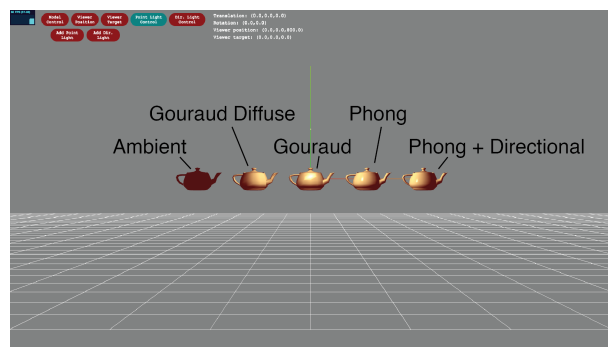 Model Control
Viewer Position
Viewer Target
Point Light Control
Dir. Light Control
Translation: (0.0,0.0,0.0)
Rotation: (0.0,0.0)
Viewer position: (0.0,0.0,800.0)
Viewer target: (0.0,0.0,0.0)
Add Point Light
Add Dir. Light
Gouraud Diffuse
Phong
Ambient
Gouraud
Phong + Directional